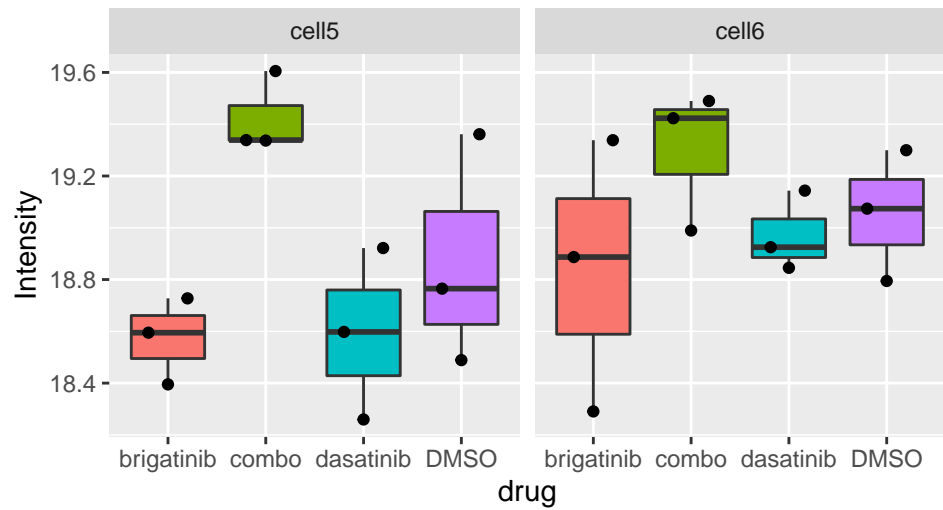 cell5 cell6
Intensity
19.6
19.2
18.8
18.4
brigatinib combo dasatinib DMSO brigatinib combo dasatinib DMSO
drug